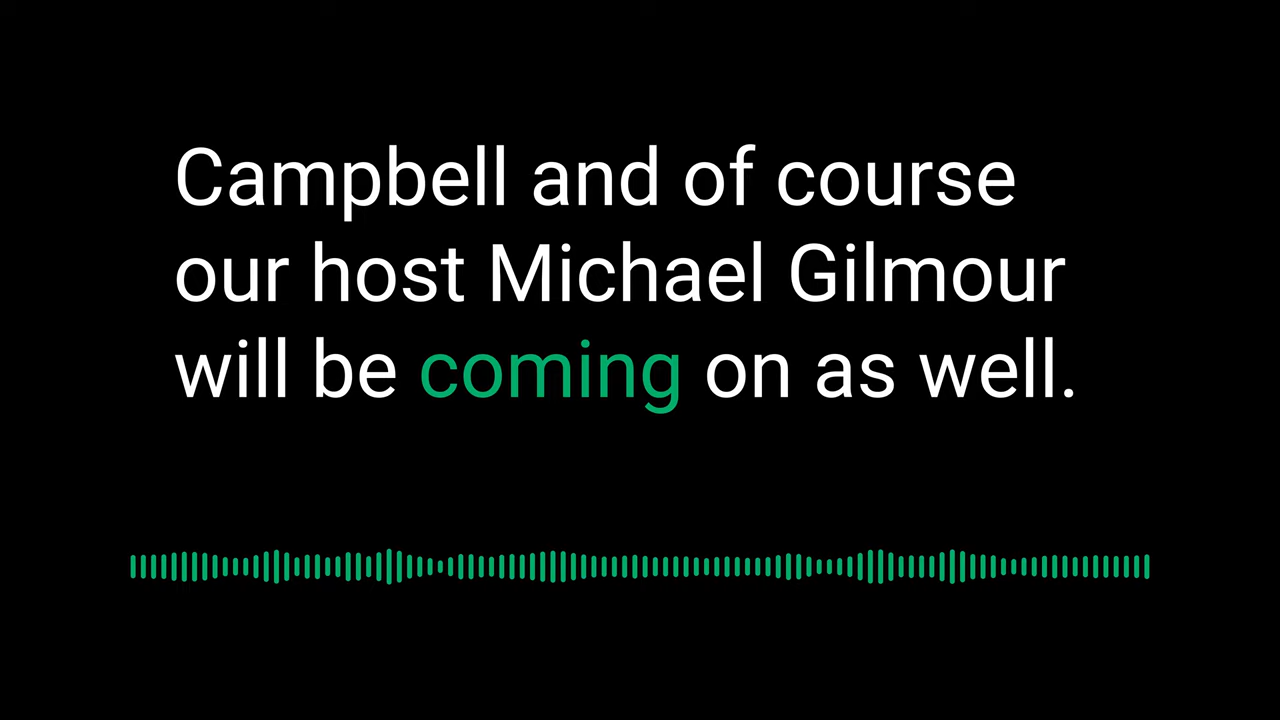 Campbell and of course
our host Michael Gilmour
will be coming on as well.